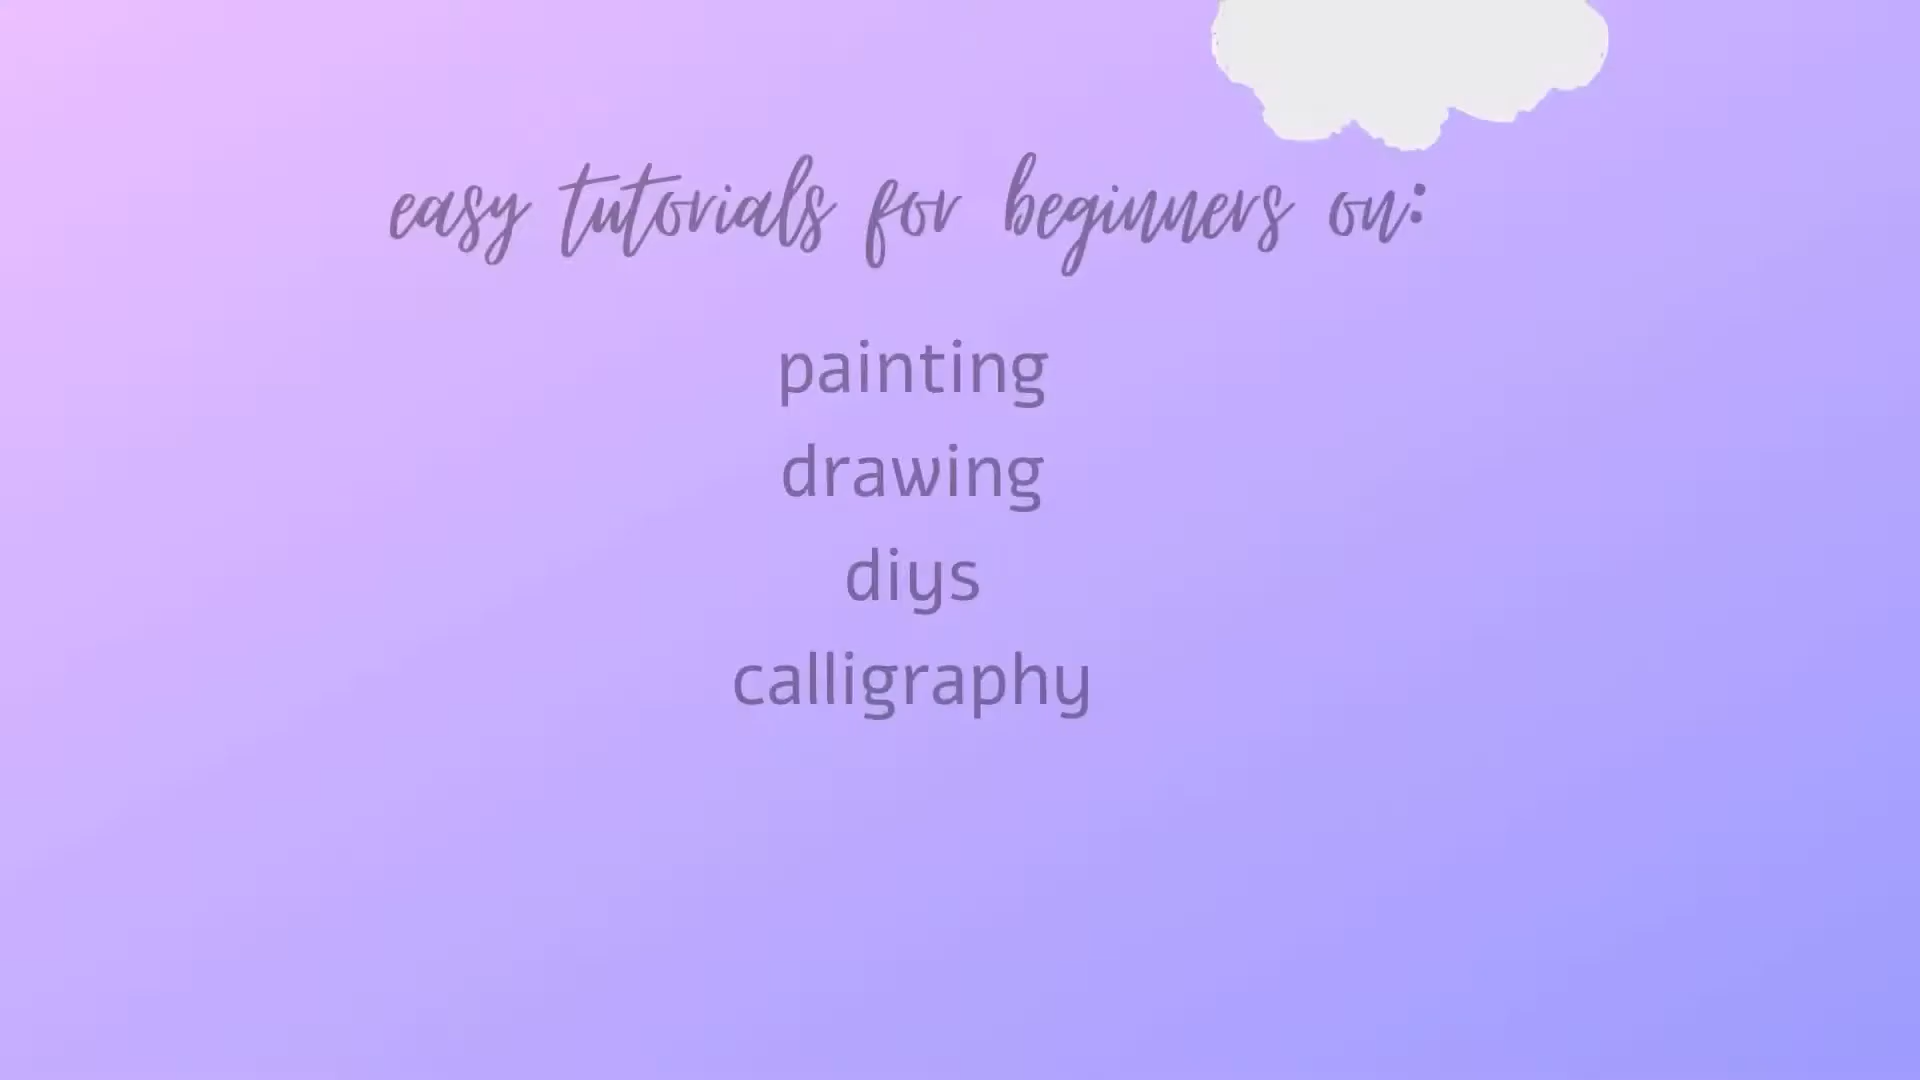 easy tutorials for beginners on:
painting
drawing
diys
calligraphy